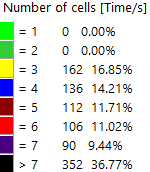 Number of cells [Time/s]
= 1 0 0.00%
= 2 0 0.00%
= 3 162 16.85%
= 4 136 14.21%
= 5 112 11.71%
= 6 106 11.02%
= 7 90 9.44%
> 7 352 36.77%